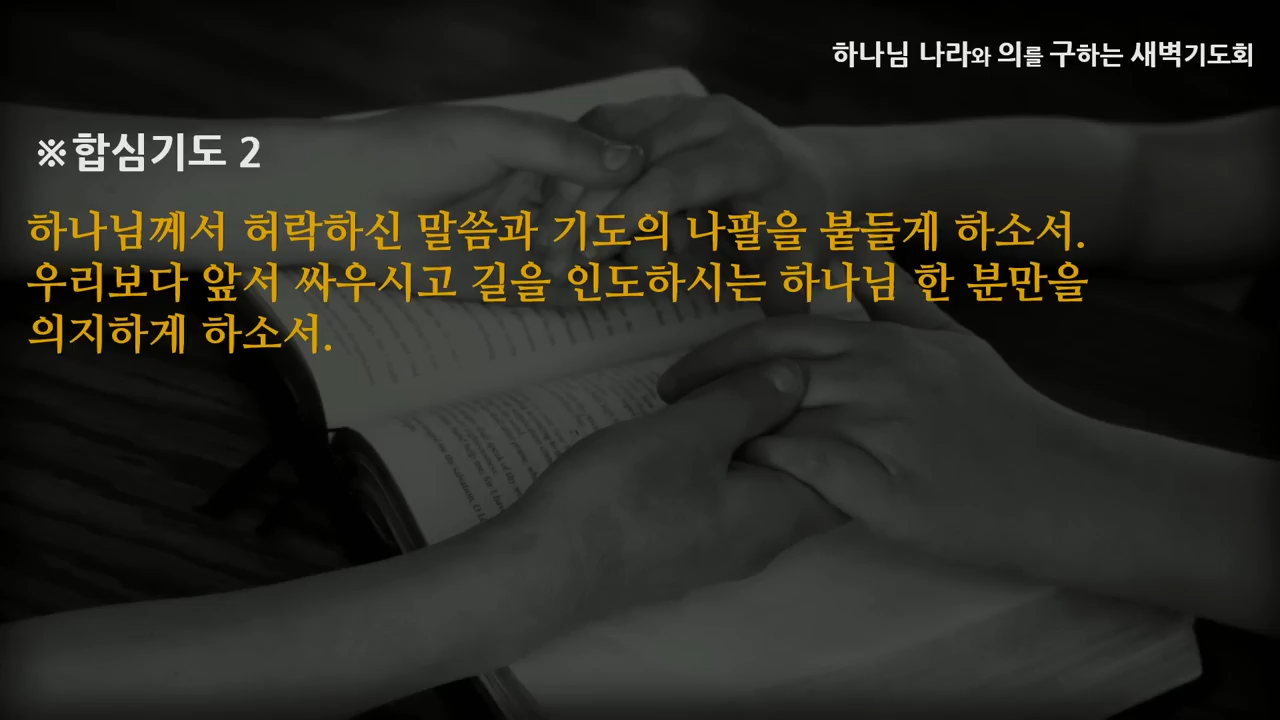 하나님 나라와 의를 구하는 새벽기도회
※합심기도 2
하나님께서 허락하신 말씀과 기도의 나팔을 붙들게 하소서.
우리보다 앞서 싸우시고 길을 인도하시는 하나님 한 분만을
의지하게 하소서.